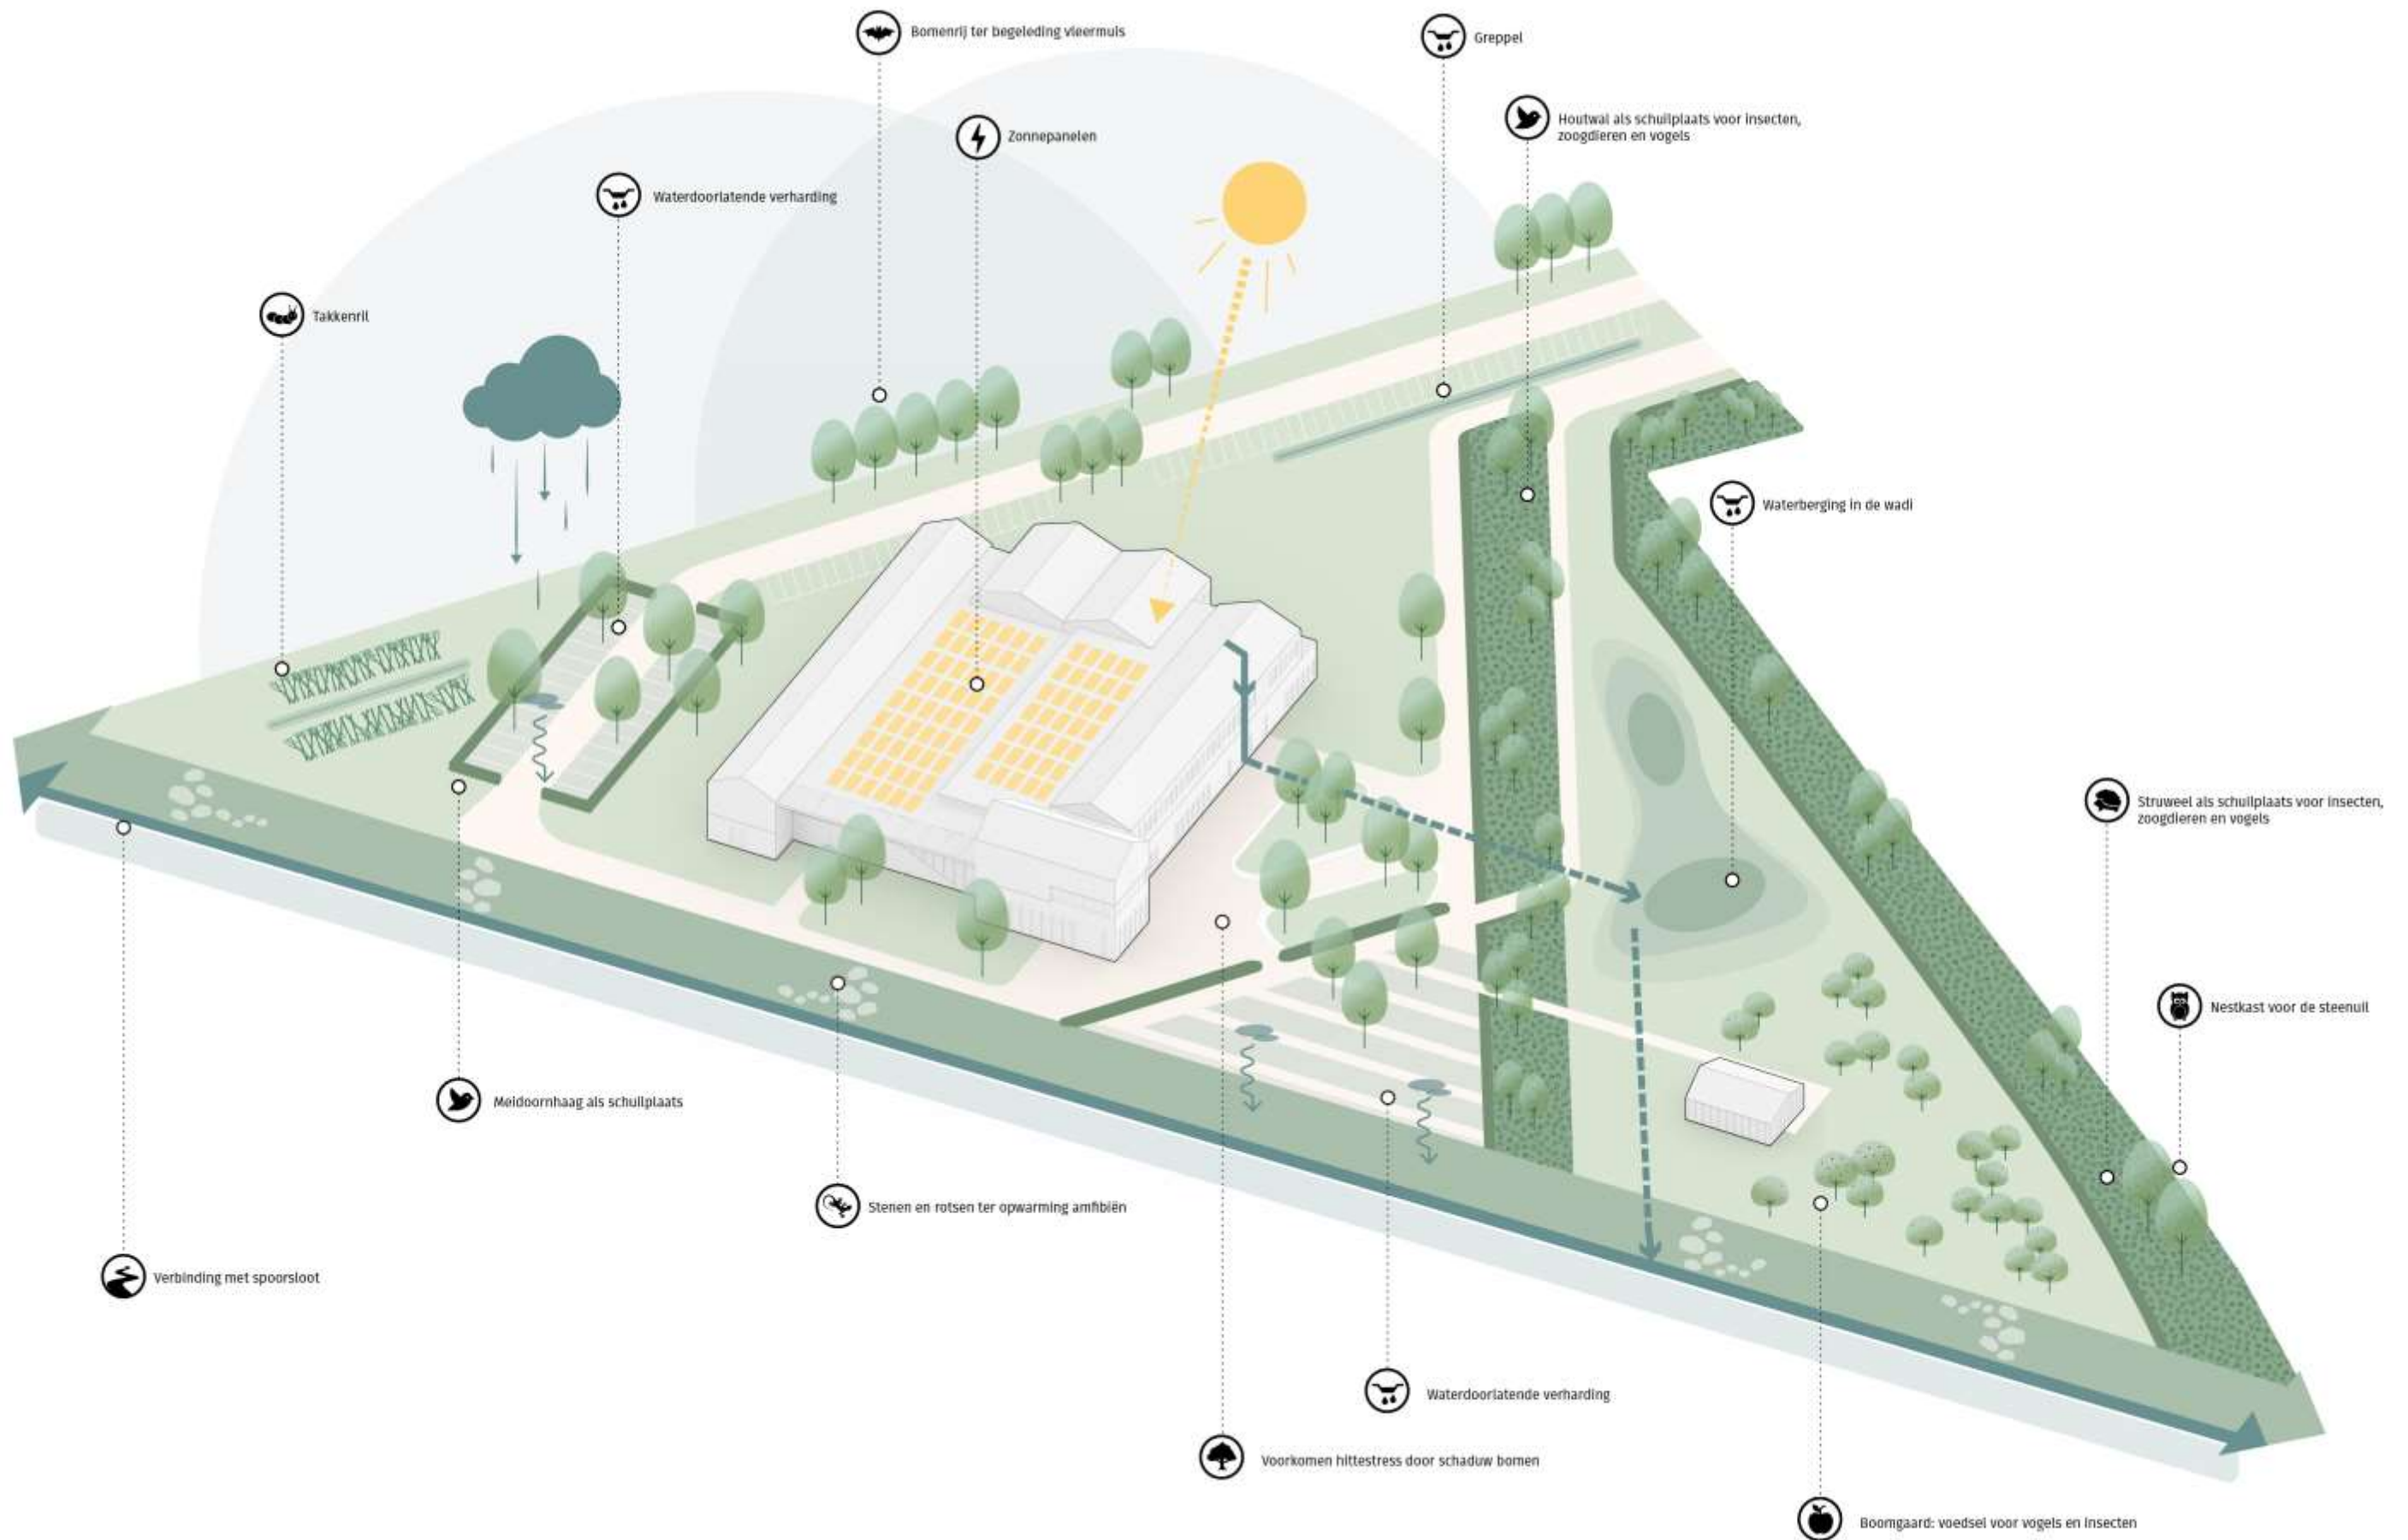 Bomenrij ter begeleiding vleermuis
Greppel
Houtwal als schuilplaats voor insecten,
zoogdieren en vogels
Zonnepanelen
Waterdoorlatende verharding
Takkenril
Waterberging in de wadi
Struweel als schuilplaats voor insecten,
zoogdieren en vogels
Nestkast voor de steenuil
Meidoornhaag als schuilplaats
Stenen en rotsen ter opwarming amfibiën
Verbinding met spoorsloot
Waterdoorlatende verharding
Voorkomen hittestress door schaduw bomen
Boomgaard: voedsel voor vogels en insecten